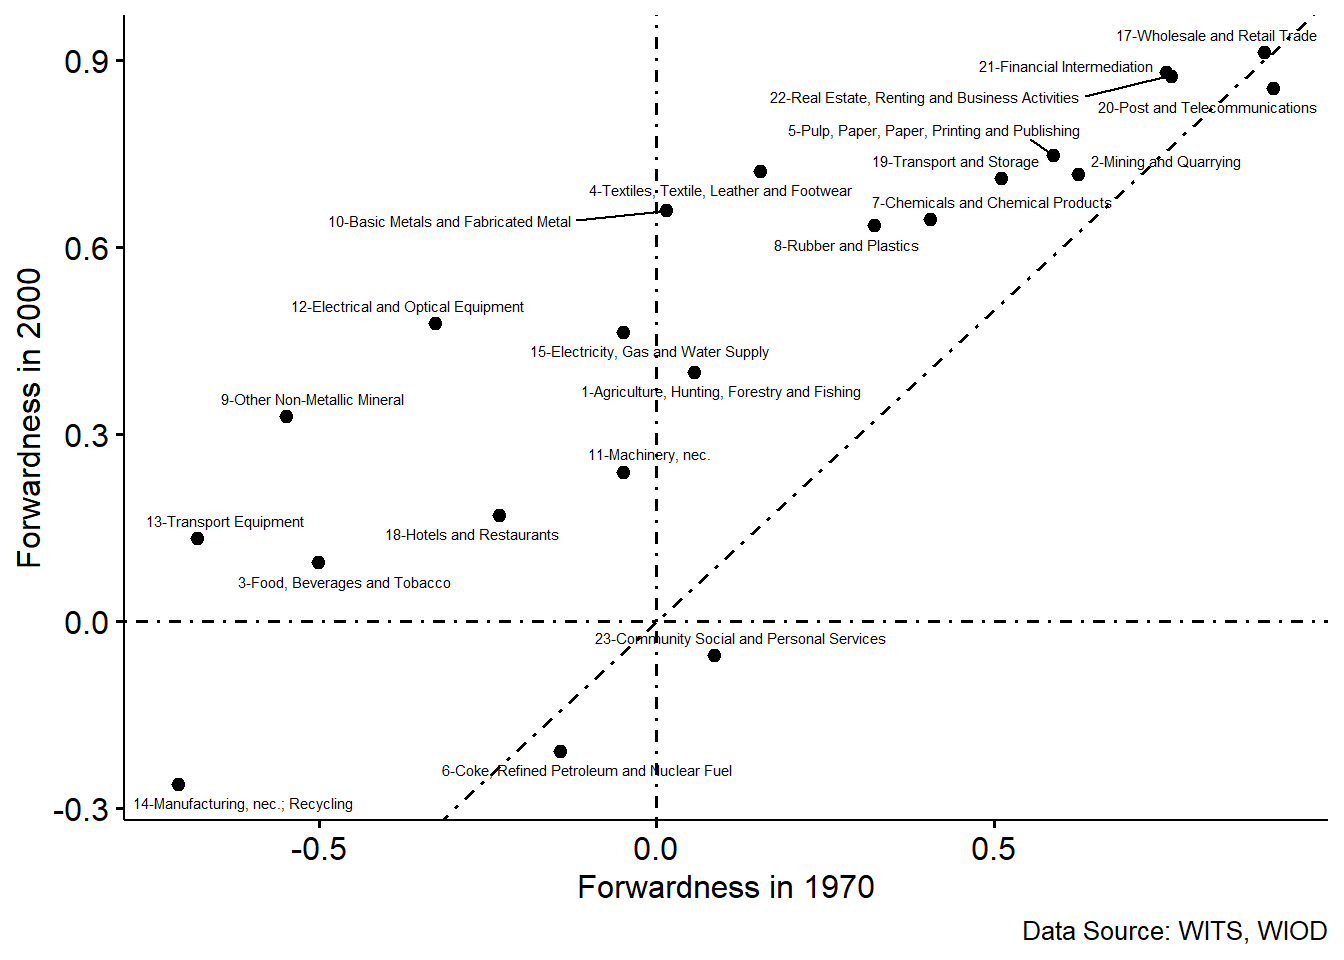 17-Wholesale and Retail Trade
0.9
21-Financial Intermediation
22-Real Estate, Renting and Business Activities
20-Post and Telecommunications
5-Pulp, Paper, Paper, Printing and Publishing
19-Transport and Storage
2-Mining and Quarrying
4-Textiles, Textile, Leather and Footwear
7-Chemicals and Chemical Products
10-Basic Metals and Fabricated Metal
8-Rubber and Plastics
0.6
12-Electrical and Optical Equipment
15-Electricity, Gas and Water Supply
1-Agriculture, Hunting, Forestry and Fishing
9-Other Non-Metallic Mineral
0.3
11-Machinery, nec.
13-Transport Equipment
18-Hotels and Restaurants
3-Food, Beverages and Tobacco
0.0
23-Community Social and Personal Services
6-Coke, Refined Petroleum and Nuclear Fuel
14-Manufacturing, nec.; Recycling
-0.3
Forwardness in 2000
-0.5
0.0
0.5
Forwardness in 1970
Data Source: WITS, WIOD